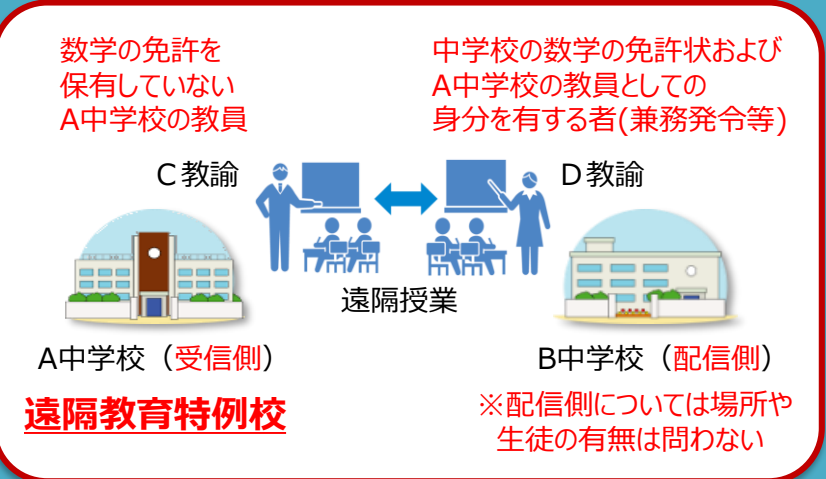 数学の免許を
保有していない
A中学校の教員
中学校の数学の免許状および
A中学校の教員としての
身分を有する者(兼務発令等)
C教諭
D教諭
遠隔授業
A中学校（受信側）
B中学校（配信側）
遠隔教育特例校
※配信側については場所や
生徒の有無は問わない